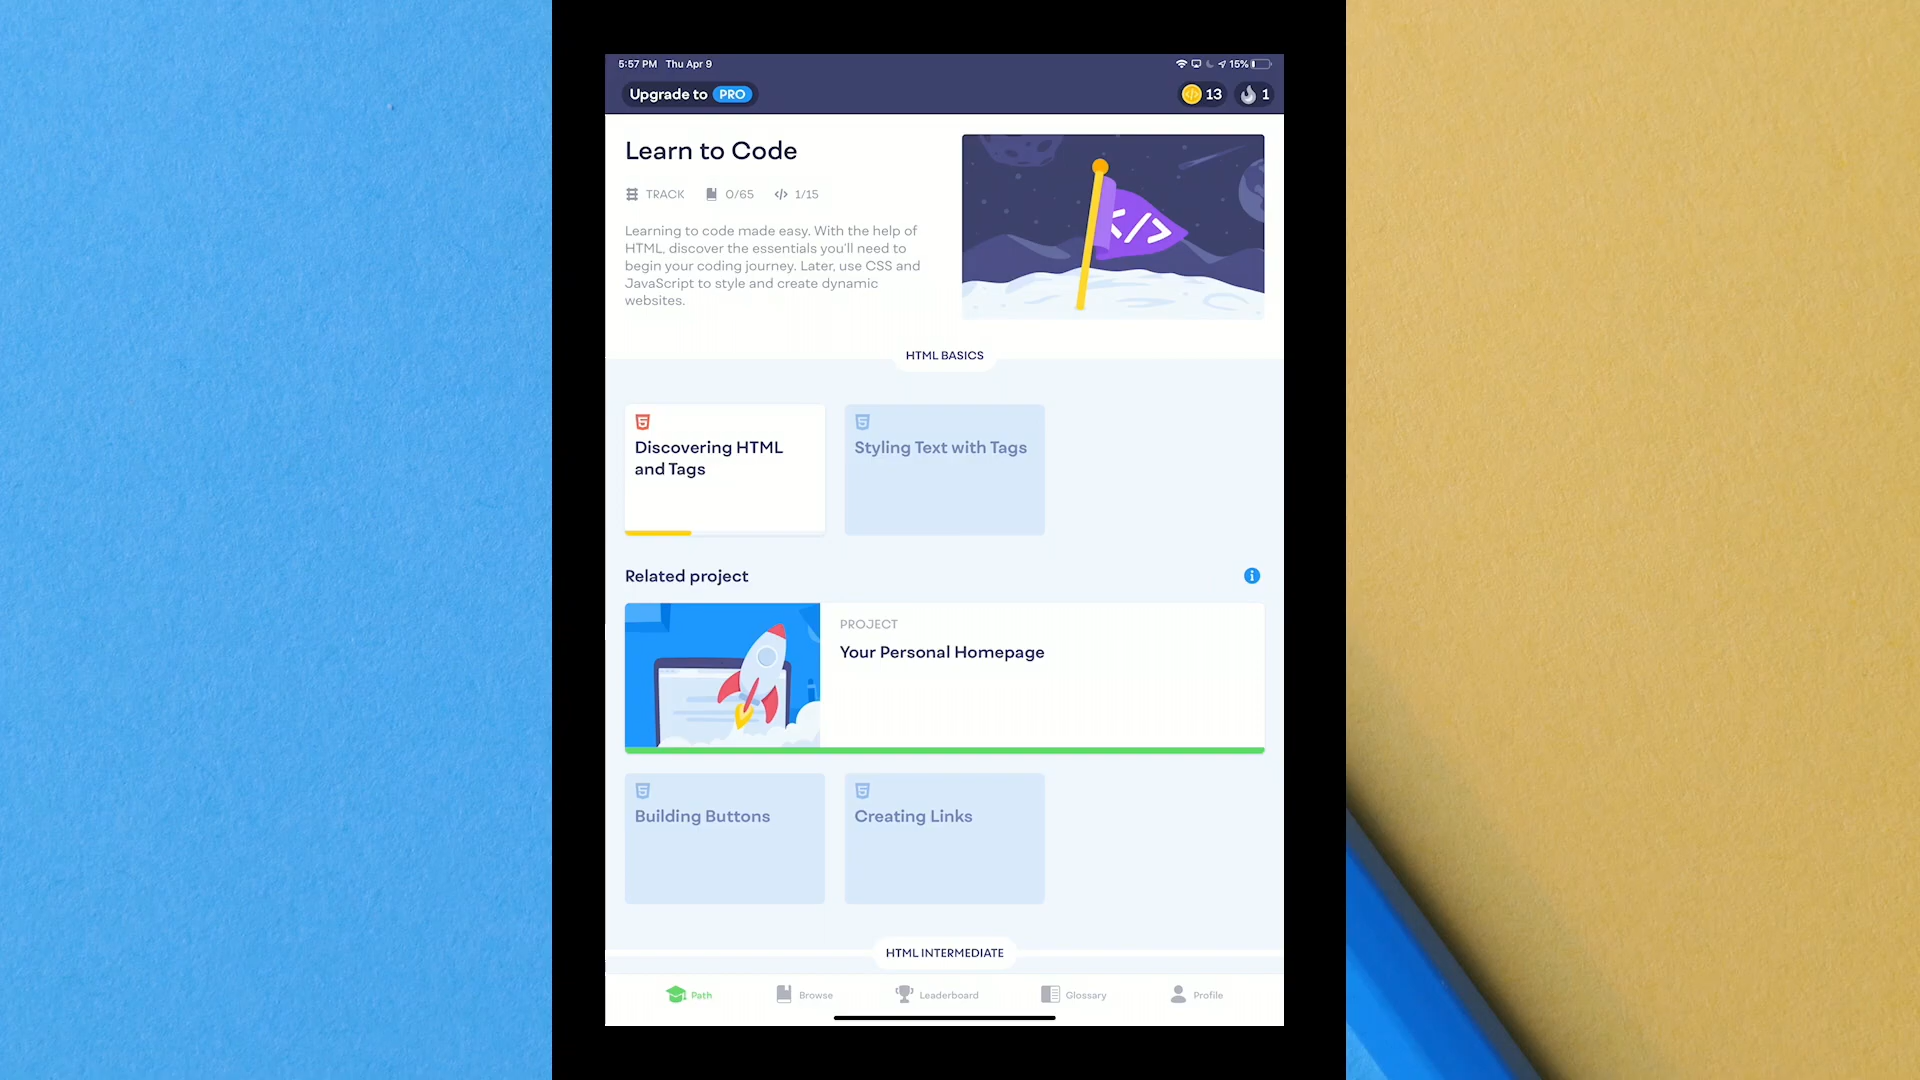 5:57 PM Thu Apr 9
15%
Upgrade to PRO
13
1
Learn to Code
TRACK 0/65 </> 1/15
Learning to code made easy. With the help of
HTML, discover the essentials you'll need to
begin your coding journey. Later, use CSS and
JavaScript to style and create dynamic
websites.
</>
HTML BASICS
Discovering HTML
and Tags
Styling Text with Tags
Related project
PROJECT
Your Personal Homepage
Building Buttons
Creating Links
HTML INTERMEDIATE
Path
Browse
Leaderboard
Glossary
Profile